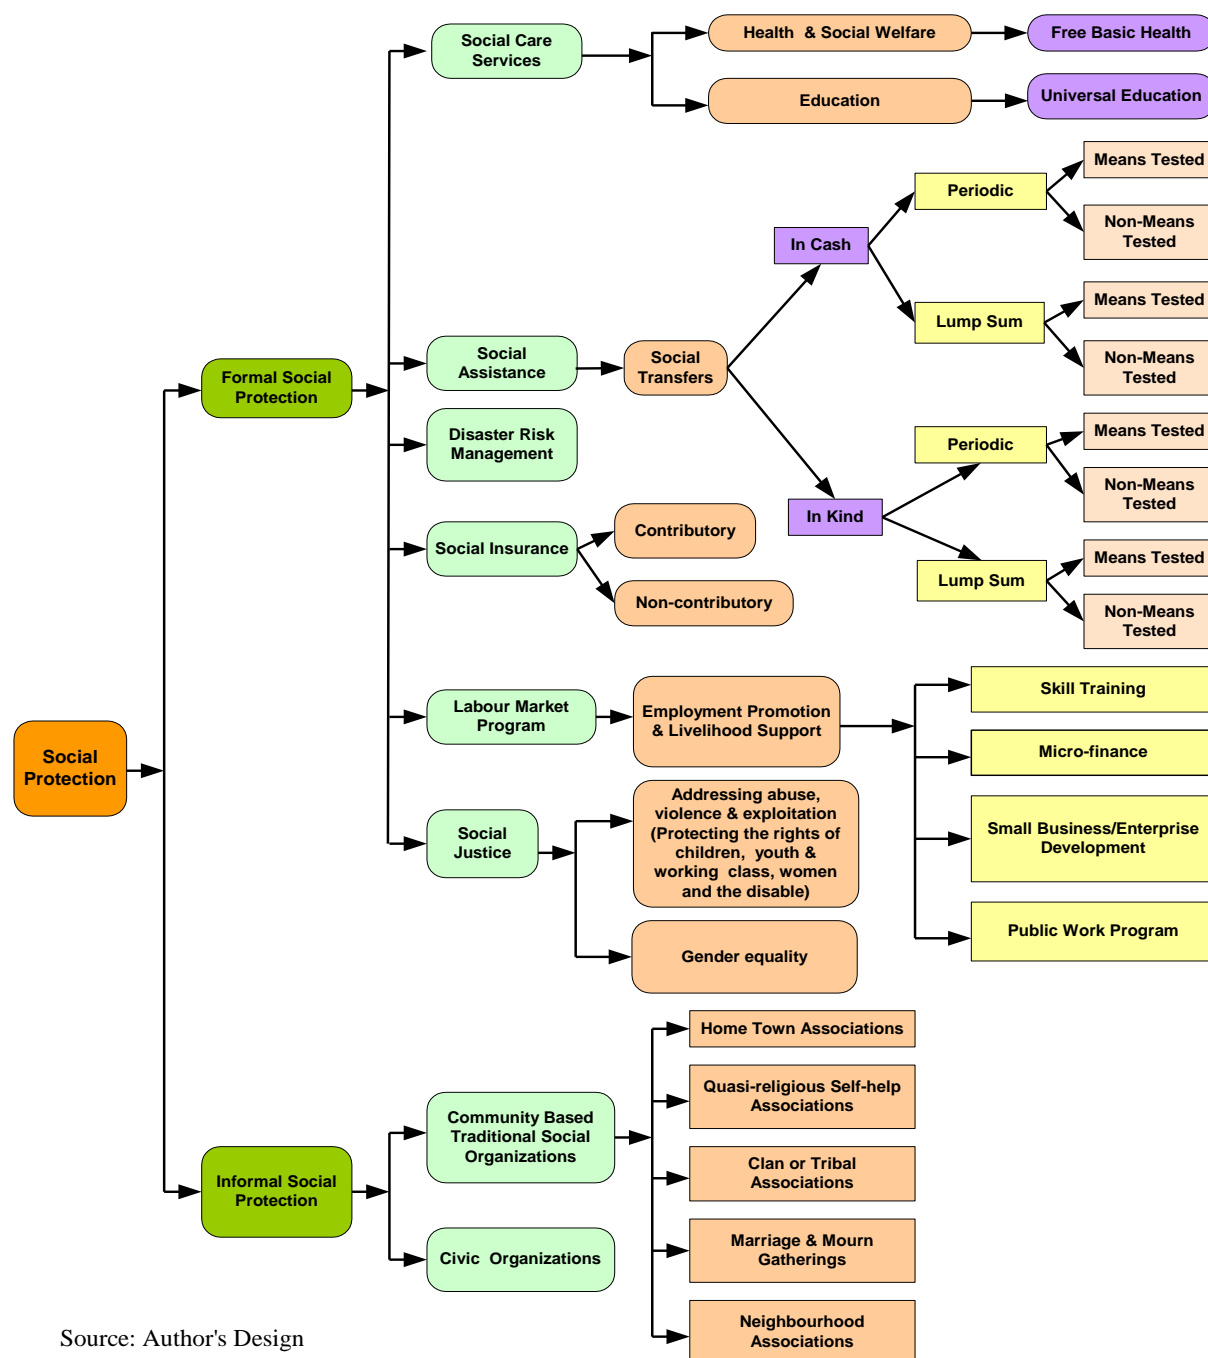 Social Care
Services
Health & Social Welfare
Free Basic Health
Education
Universal Education
Means Tested
Periodic
Non-Means
Tested
In Cash
Means Tested
Lump Sum
Non-Means
Tested
Social
Assistance
Social
Transfers
Formal Social
Protection
Disaster Risk
Management
Periodic
Means Tested
Non-Means
Tested
In Kind
Social Insurance
Contributory
Non-contributory
Lump Sum
Means Tested
Non-Means
Tested
Labour Market
Program
Employment Promotion
& Livelihood Support
Skill Training
Micro-finance
Small Business/Enterprise
Development
Public Work Program
Social
Protection
Social
Justice
Addressing abuse,
violence & exploitation
(Protecting the rights of
children, youth &
working class, women
and the disable)
Gender equality
Informal Social
Protection
Community Based
Traditional Social
Organizations
Home Town Associations
Quasi-religious Self-help
Associations
Clan or Tribal
Associations
Marriage & Mourn
Gatherings
Neighbourhood
Associations
Civic Organizations
Source: Author's Design